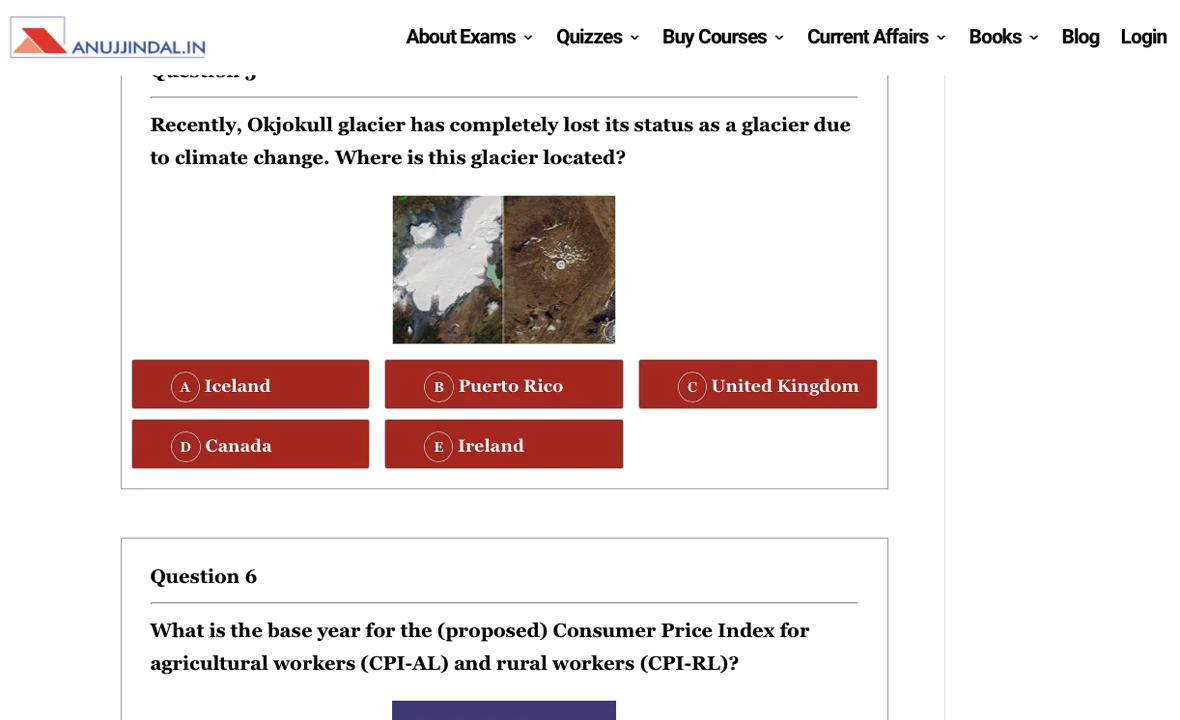 ANUJJINDAL.IN
About Exams
Quizzes
Buy Courses
Current Affairs
Books
Blog
Login
Recently, Okjokull glacier has completely lost its status as a glacier due
to climate change. Where is this glacier located?
A Iceland
B Puerto Rico
C United Kingdom
D Canada
E Ireland
Question 6
What is the base year for the (proposed) Consumer Price Index for
agricultural workers (CPI-AL) and rural workers (CPI-RL)?